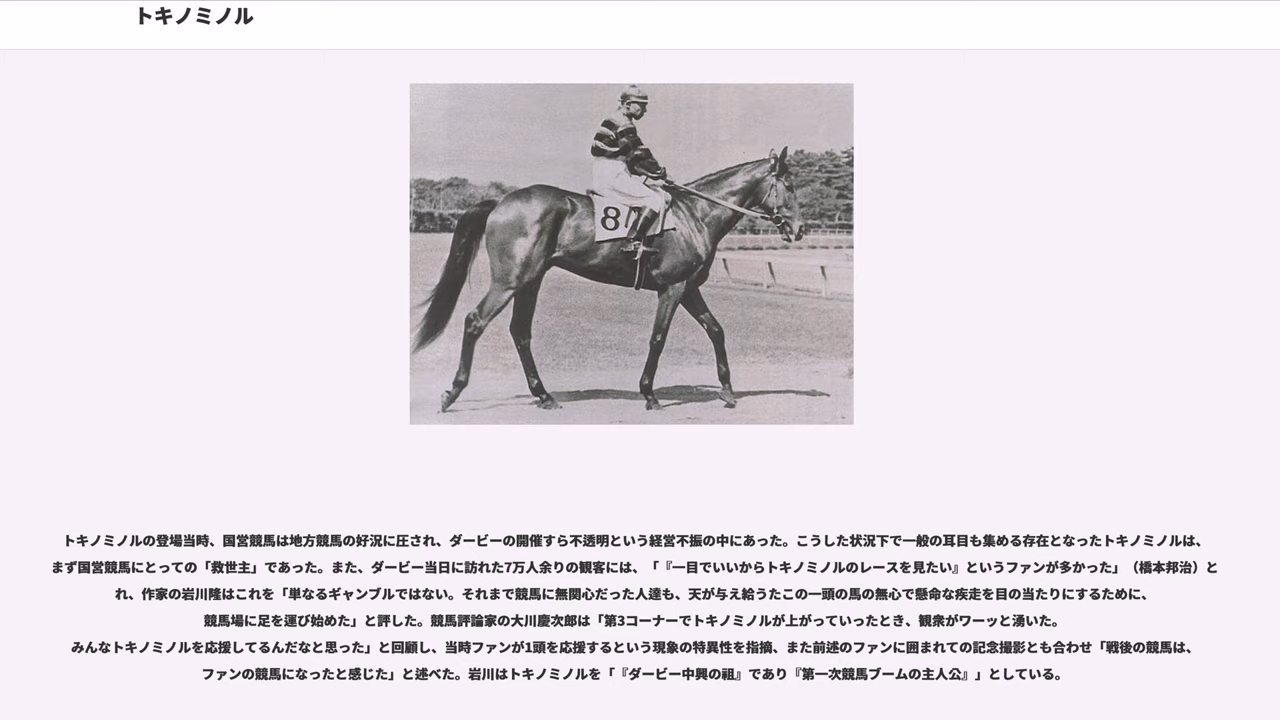 トキノミノル
8
トキノミノルの登場当時、国営競馬は地方競馬の好況に圧され、ダービーの開催すら不透明という経営不振の中にあった。こうした状況下で一般の耳目も集める存在となったトキノミノルは、
まず国営競馬にとっての「救世主」であった。また、ダービー当日に訪れた7万人余りの観客には、「『一目でいいからトキノミノルのレースを見たい』というファンが多かった」（橋本邦治）と
れ、作家の岩川隆はこれを「単なるギャンブルではない。それまで競馬に無関心だった人達も、天が与え給うたこの一頭の馬の無心で懸命な疾走を目の当たりにするために、
競馬場に足を運び始めた」と評した。競馬評論家の大川慶次郎は「第3コーナーでトキノミノルが上がっていったとき、観衆がワーッと湧いた。
みんなトキノミノルを応援してるんだなと思った」と回顧し、当時ファンが1頭を応援するという現象の特異性を指摘、また前述のファンに囲まれての記念撮影とも合わせ「戦後の競馬は、
ファンの競馬になったと感じた」と述べた。岩川はトキノミノルを「『ダービー中興の祖』であり『第一次競馬ブームの主人公』」としている。